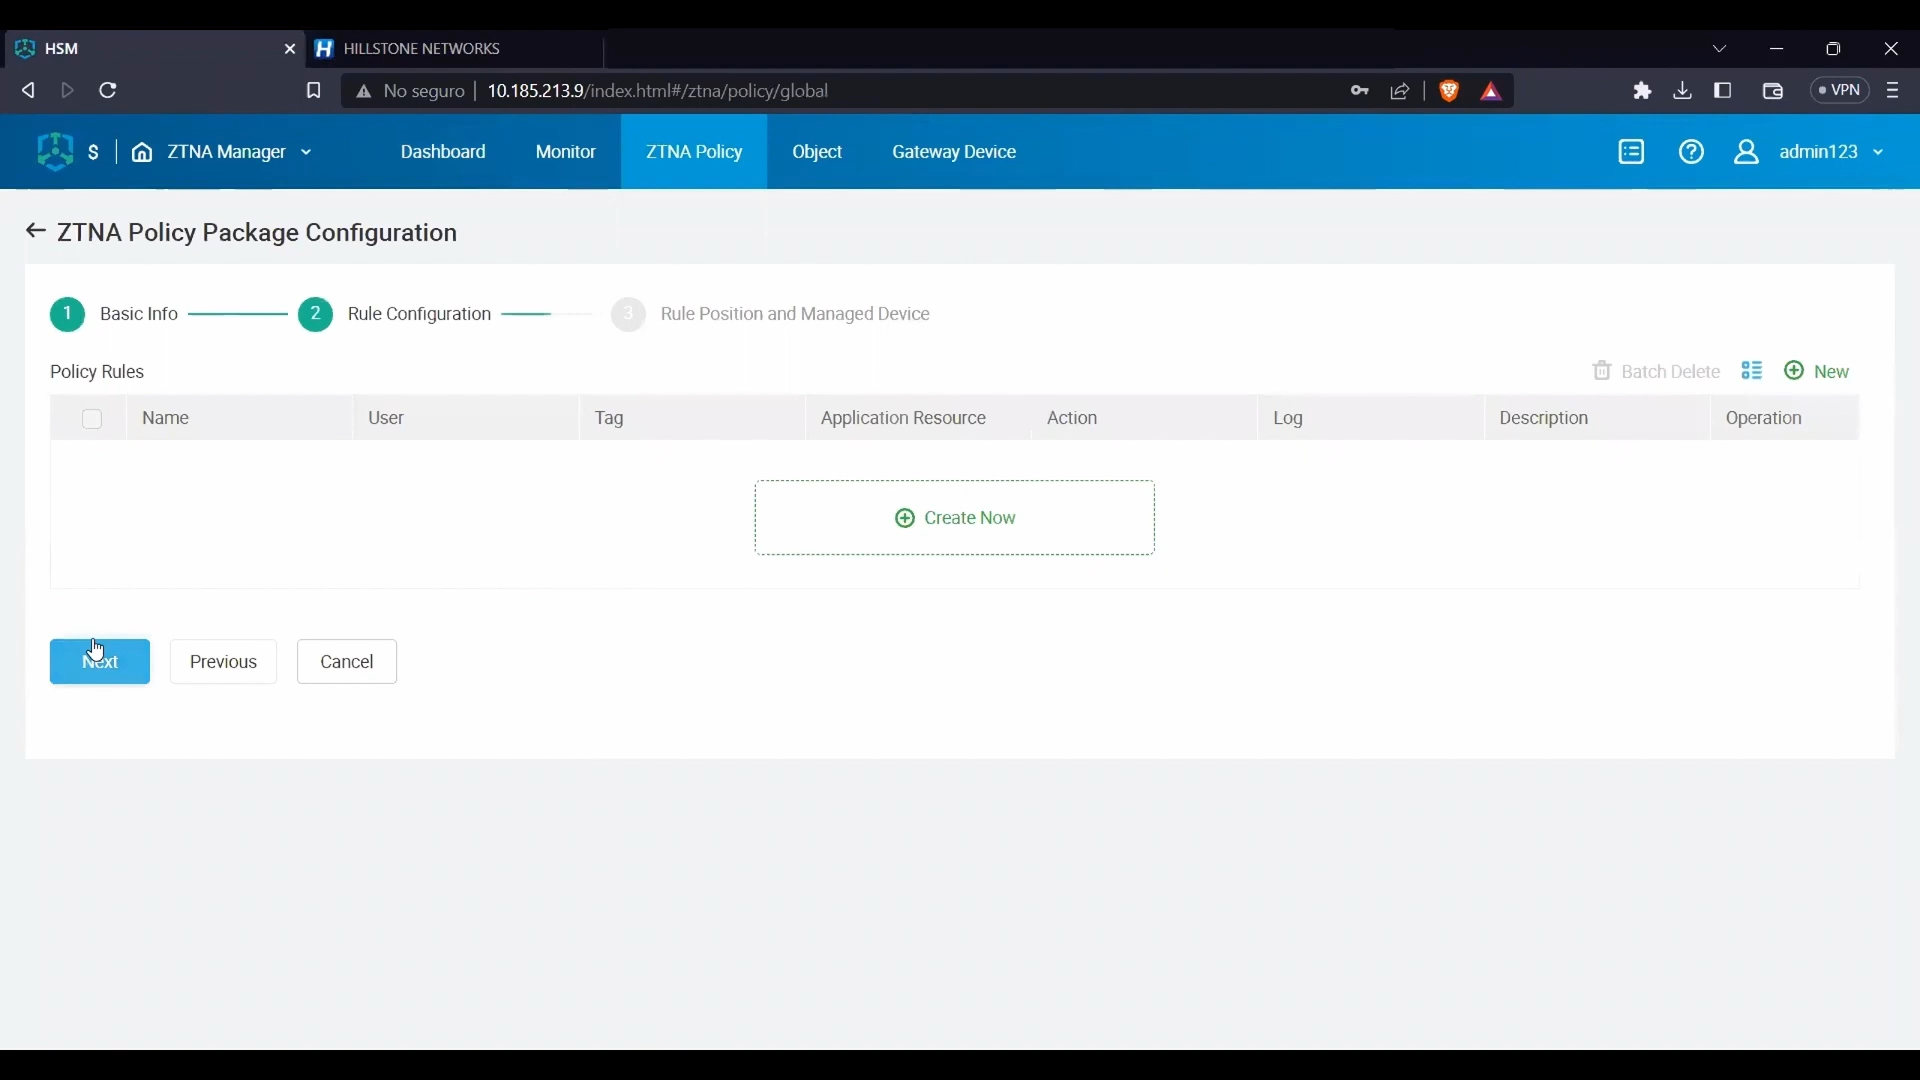 HSM
HILLSTONE NETWORKS
No seguro
10.185.213.9/index.html#/ztna/policy/global
VPN
$
ZTNA Manager
Dashboard
Monitor
ZTNA Policy
Object
Gateway Device
admin123
ZTNA Policy Package Configuration
1 Basic Info
2 Rule Configuration
3 Rule Position and Managed Device
Policy Rules
Batch Delete
New
Name User Tag Application Resource Action Log Description Operation
Create Now
Next
Previous
Cancel